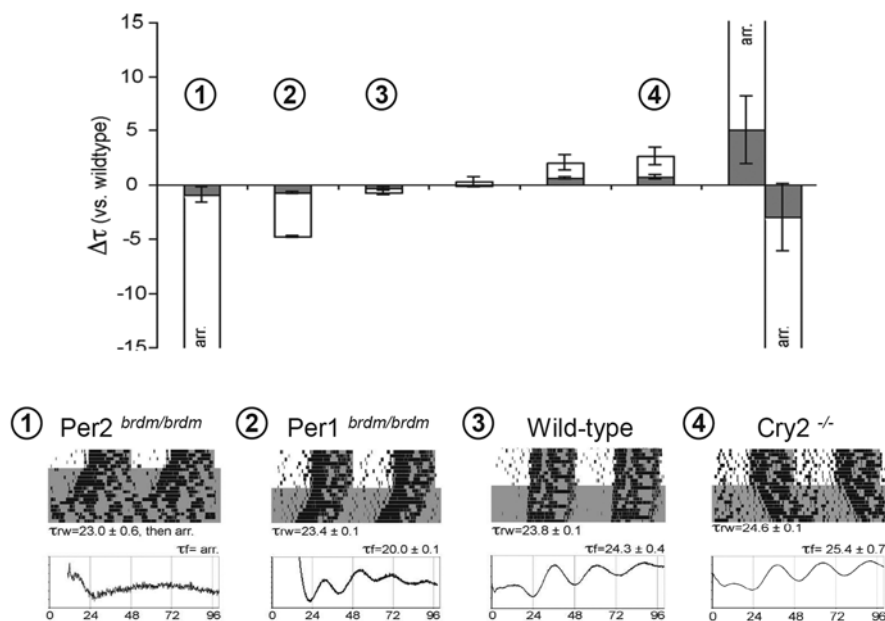 15
10
5
0
-5
-10
-15
Δτ (vs. wildtype)
① ② ③ ④
arr.
arr.
arr.
① Per2 brdm/brdm
τrw=23.0 ± 0.6, then arr.
τf= arr.
0 24 48 72 96
② Per1 brdm/brdm
τrw=23.4 ± 0.1
τf=20.0 ± 0.1
0 24 48 72 96
③ Wild-type
τrw=23.8 ± 0.1
τf=24.3 ± 0.4
0 24 48 72 96
④ Cry2 -/-
τrw=24.6 ± 0.1
τf= 25.4 ± 0.7
0 24 48 72 96